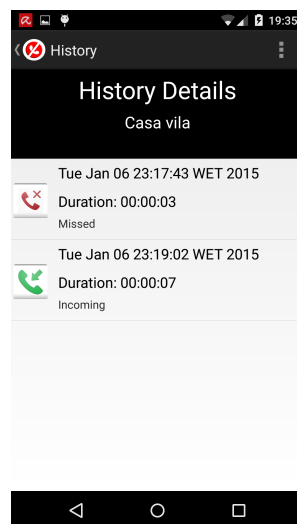 19:35
History
History Details
Casa vila
Tue Jan 06 23:17:43 WET 2015
Duration: 00:00:03
Missed
Tue Jan 06 23:19:02 WET 2015
Duration: 00:00:07
Incoming